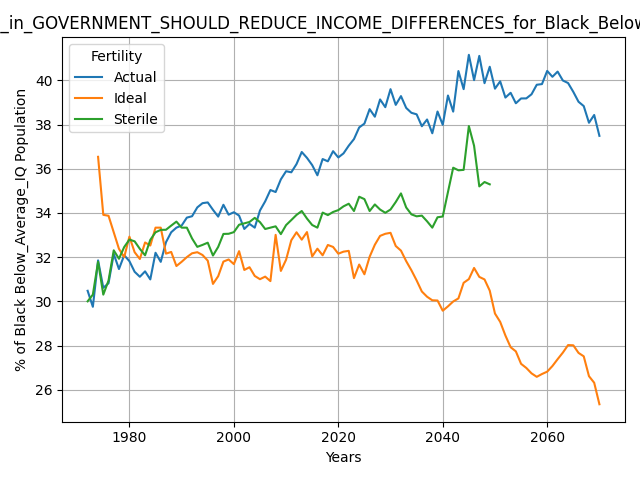 _in_GOVERNMENT_SHOULD_REDUCE_INCOME_DIFFERENCES_for_Black_Below
Fertility
Actual
Ideal
Sterile
% of Black Below_Average_IQ Population
40
38
36
34
32
30
28
26
1980
2000
2020
2040
2060
Years